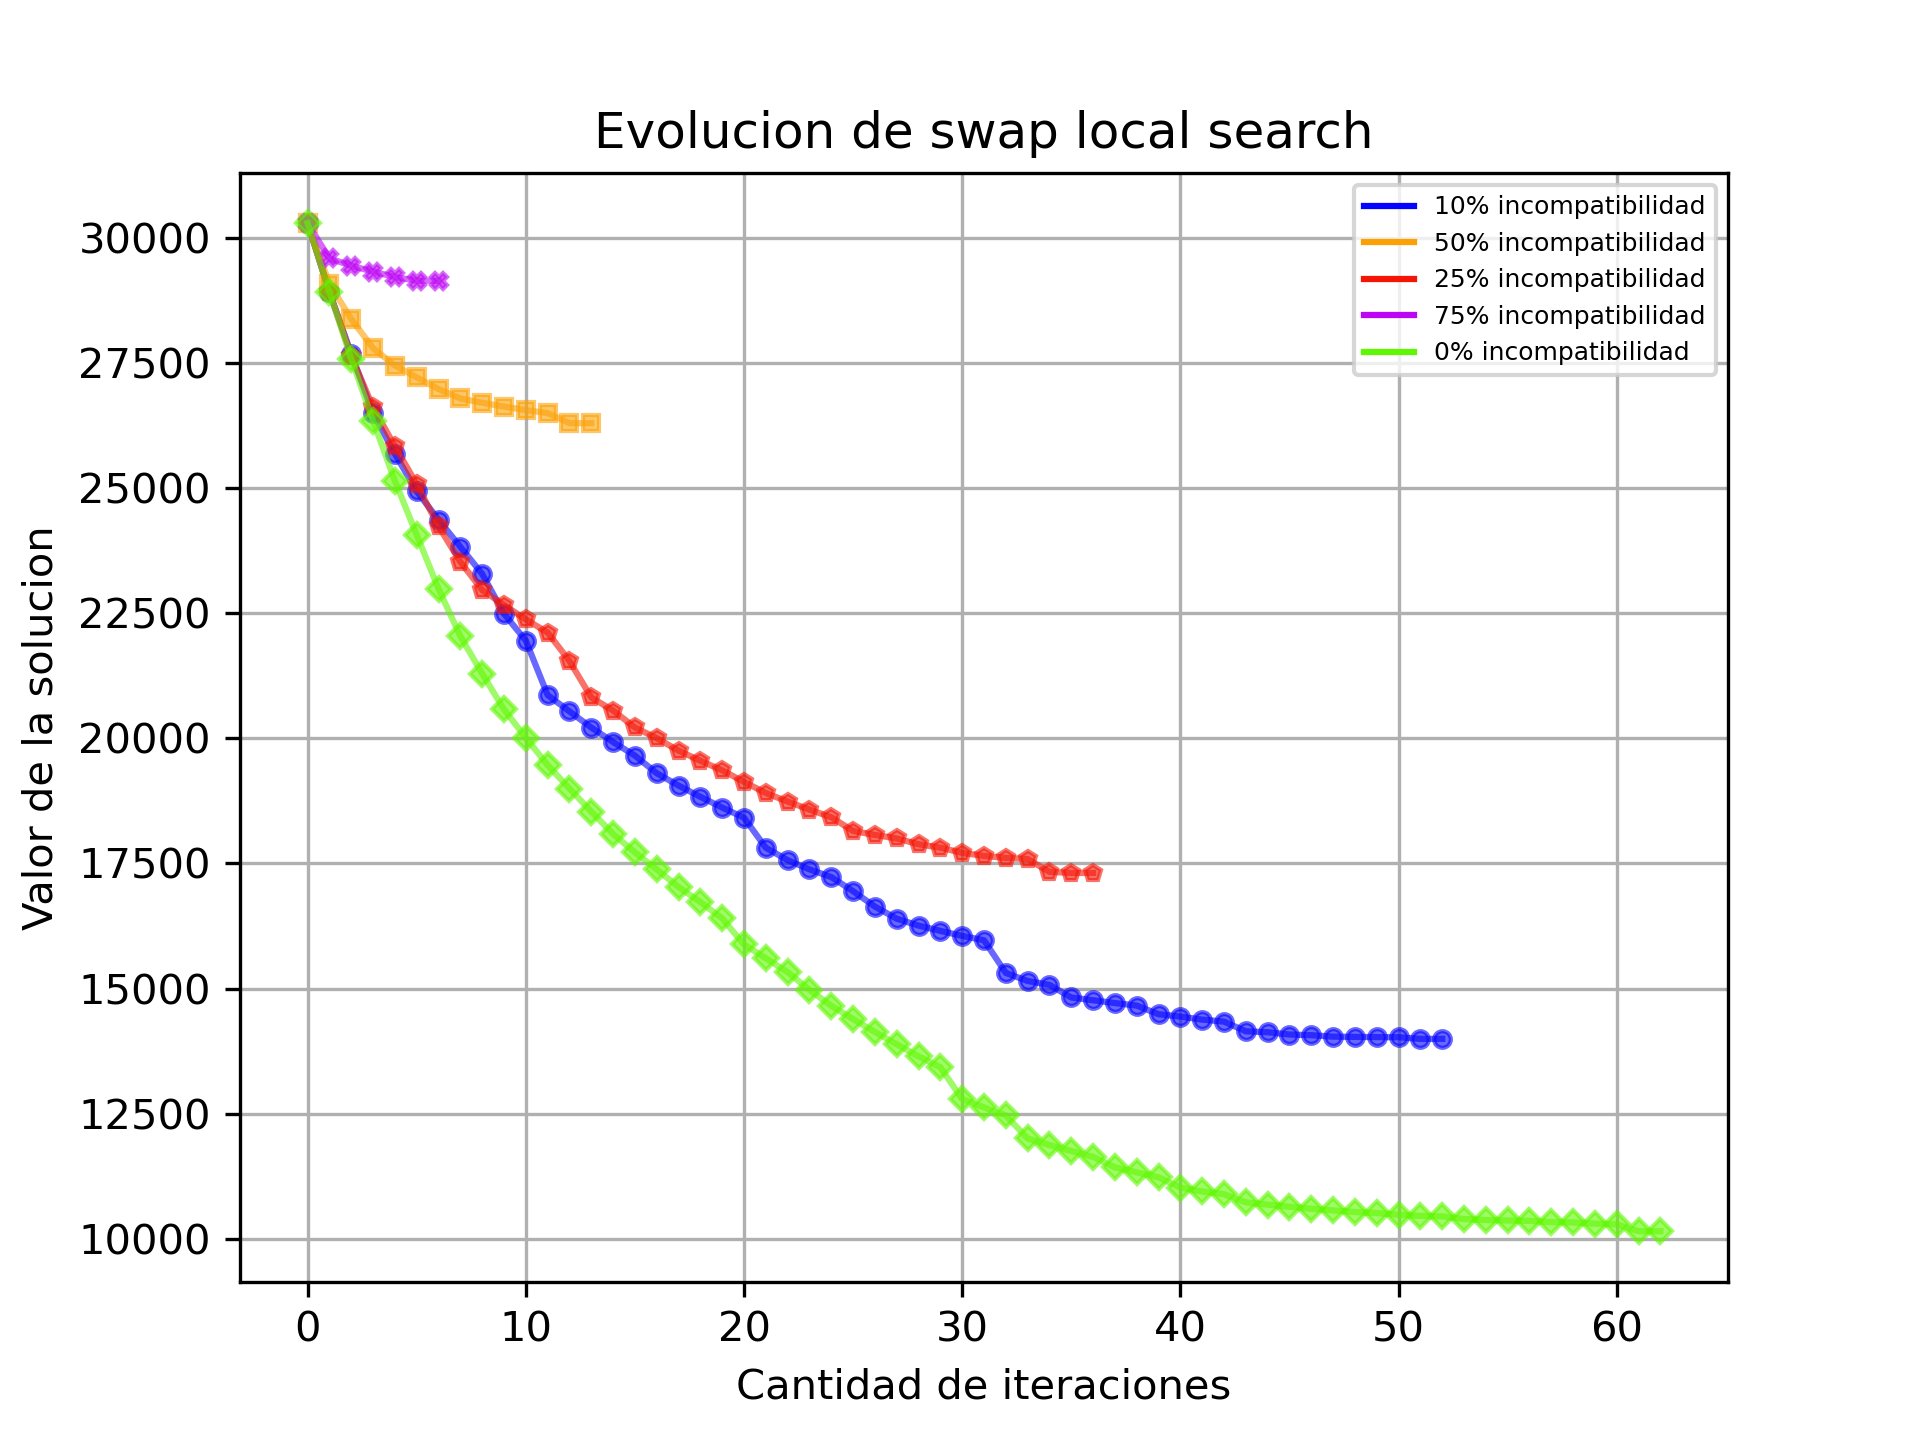 Evolucion de swap local search
10% incompatibilidad
50% incompatibilidad
25% incompatibilidad
75% incompatibilidad
0% incompatibilidad
Valor de la solucion
30000
27500
25000
22500
20000
17500
15000
12500
10000
0 10 20 30 40 50 60
Cantidad de iteraciones